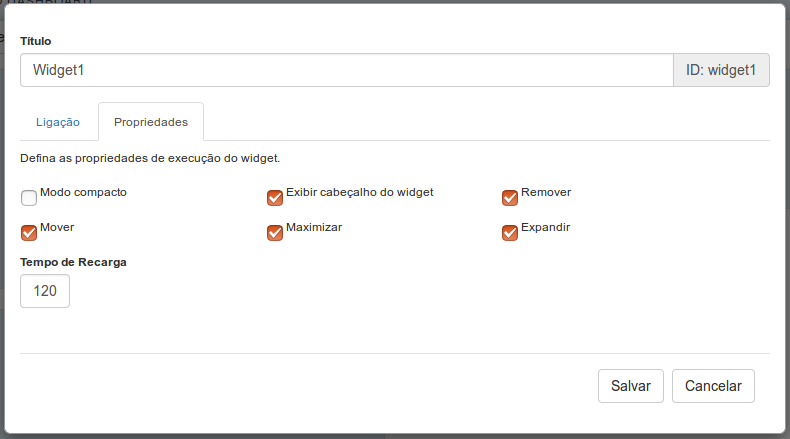 DASHBOARD
Título
Widget1 ID: widget1
Ligação Propriedades
Defina as propriedades de execução do widget.
Modo compacto Exibir cabeçalho do widget Remover
Mover Maximizar Expandir
Tempo de Recarga
120
Salvar Cancelar